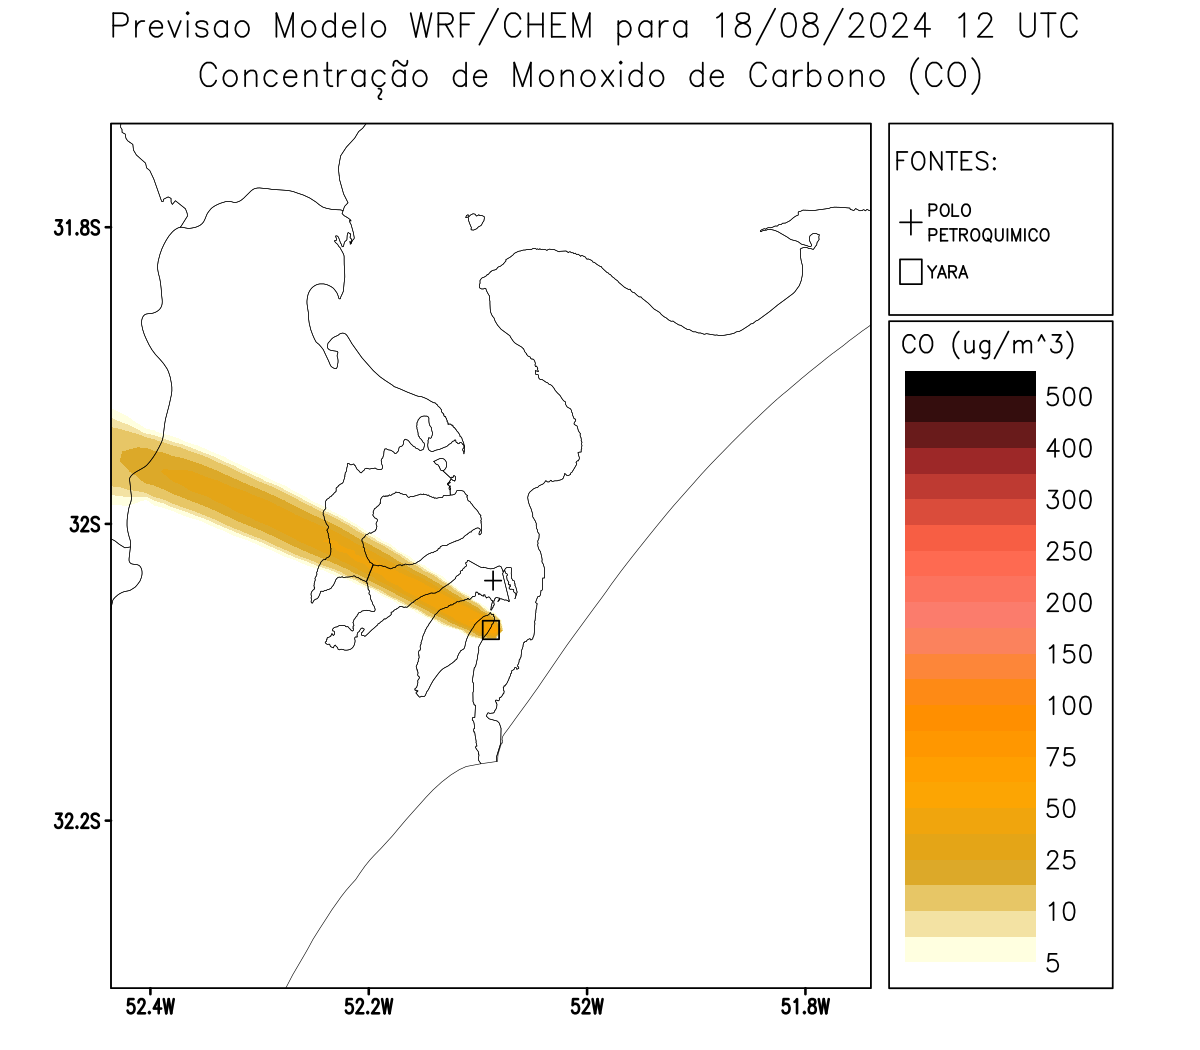 Previsao Modelo WRF/CHEM para 18/08/2024 12 UTC
Concentração de Monoxido de Carbono (CO)
FONTES:
POLO
PETROQUIMICO
YARA
CO (ug/m^3)
500
400
300
250
200
150
100
75
50
25
10
5
31.8S
32S
32.2S
52.4W
52.2W
52W
51.8W